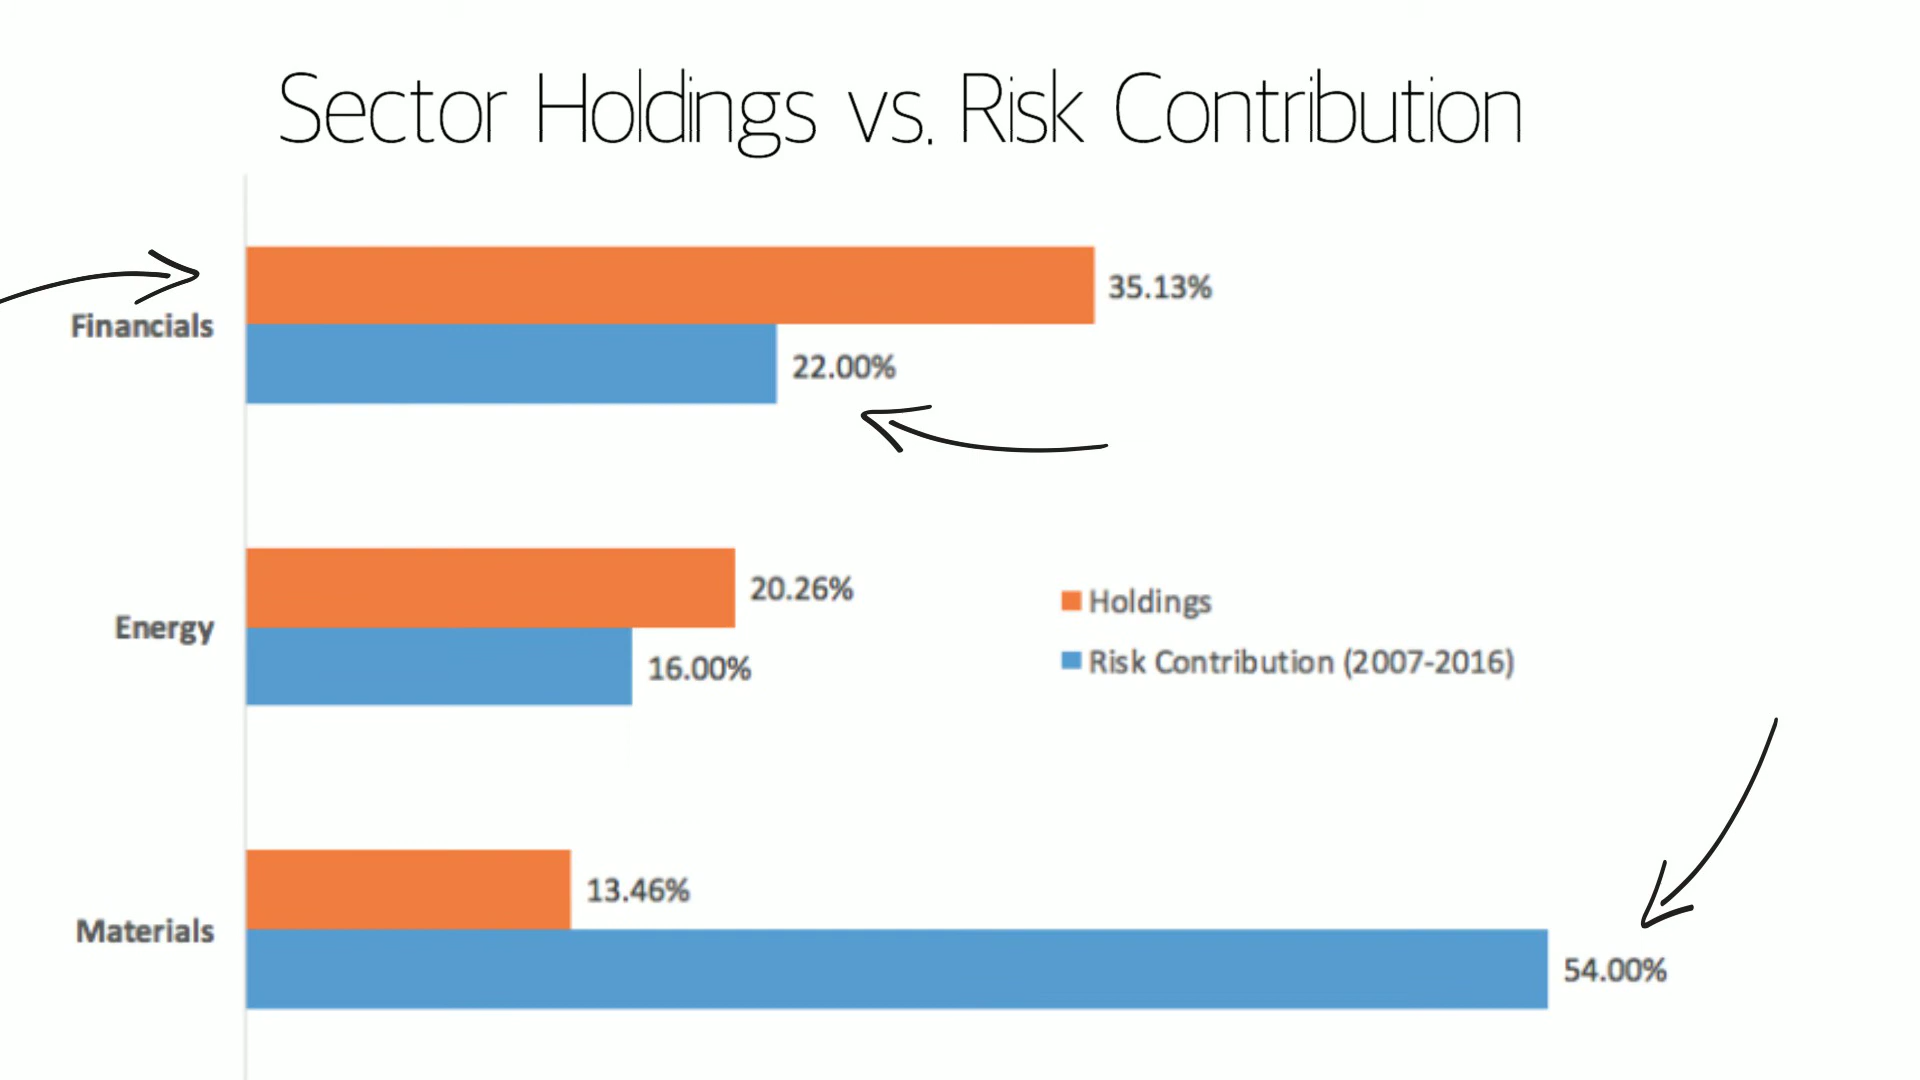 Sector Holdings vs. Risk Contribution
35.13%
Financials
22.00%
20.26%
Holdings
Energy
16.00%
Risk Contribution (2007-2016)
13.46%
Materials
54.00%